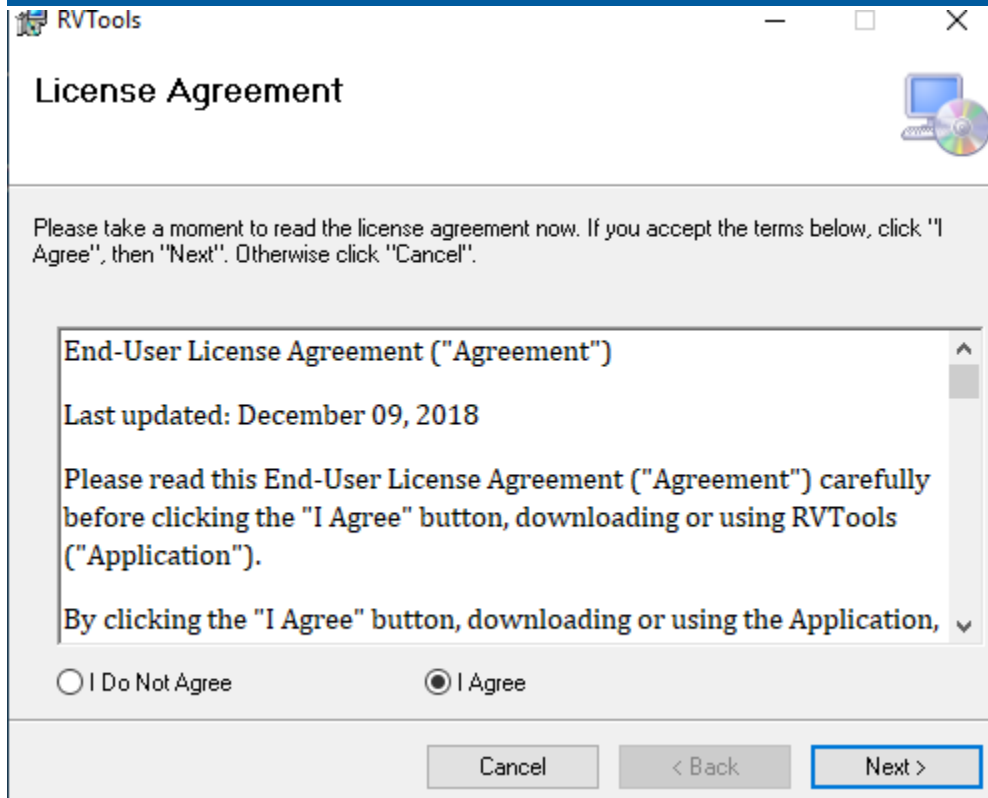 RVTools
License Agreement
Please take a moment to read the license agreement now. If you accept the terms below, click "I
Agree", then "Next". Otherwise click "Cancel".
End-User License Agreement ("Agreement")
Last updated: December 09, 2018
Please read this End-User License Agreement ("Agreement") carefully
before clicking the "I Agree" button, downloading or using RVTools
("Application").
By clicking the "I Agree" button, downloading or using the Application,
I Do Not Agree
I Agree
Cancel
< Back
Next >